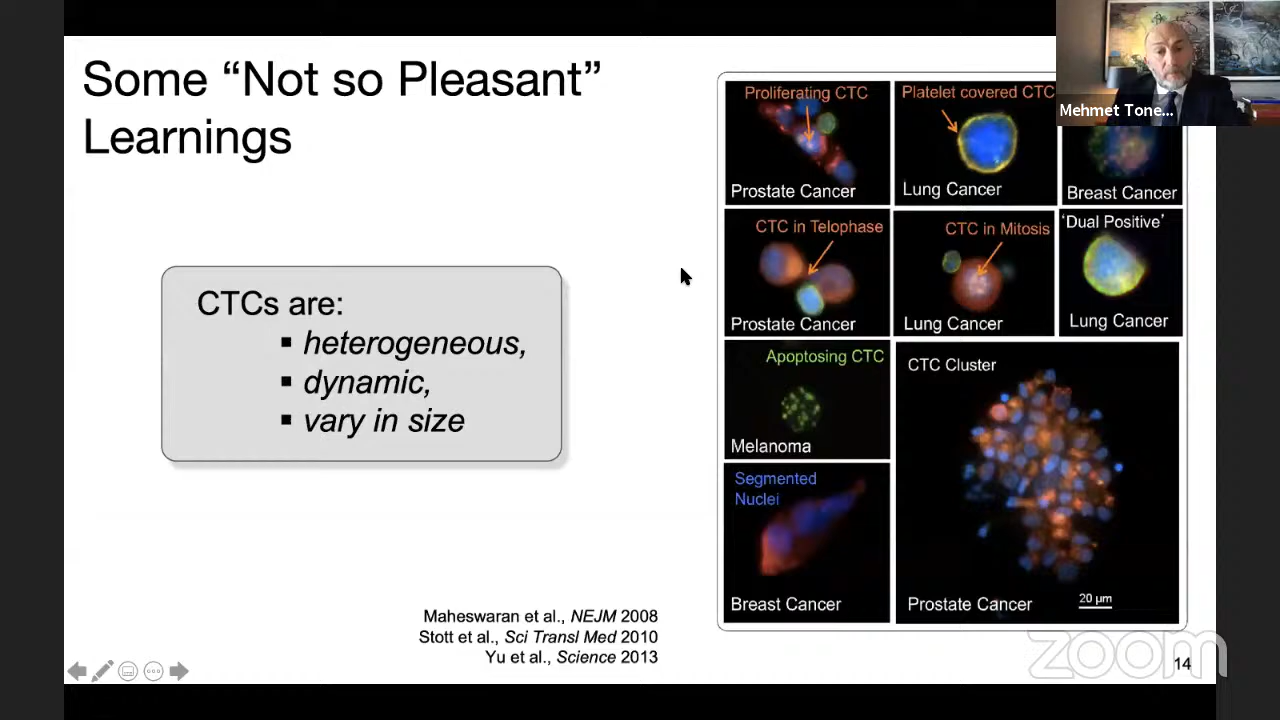 Some “Not so Pleasant”
Learnings
CTCs are:
▪ heterogeneous,
▪ dynamic,
▪ vary in size
Maheswaran et al., NEJM 2008
Stott et al., Sci Transl Med 2010
Yu et al., Science 2013
Proliferating CTC
Prostate Cancer
Platelet covered CTC
Lung Cancer
Breast Cancer
CTC in Telophase
Prostate Cancer
CTC in Mitosis
Lung Cancer
‘Dual Positive’
Lung Cancer
Apoptosing CTC
Melanoma
CTC Cluster
Prostate Cancer
20 µm
Segmented
Nuclei
Breast Cancer
Mehmet Tone...
zoom
14